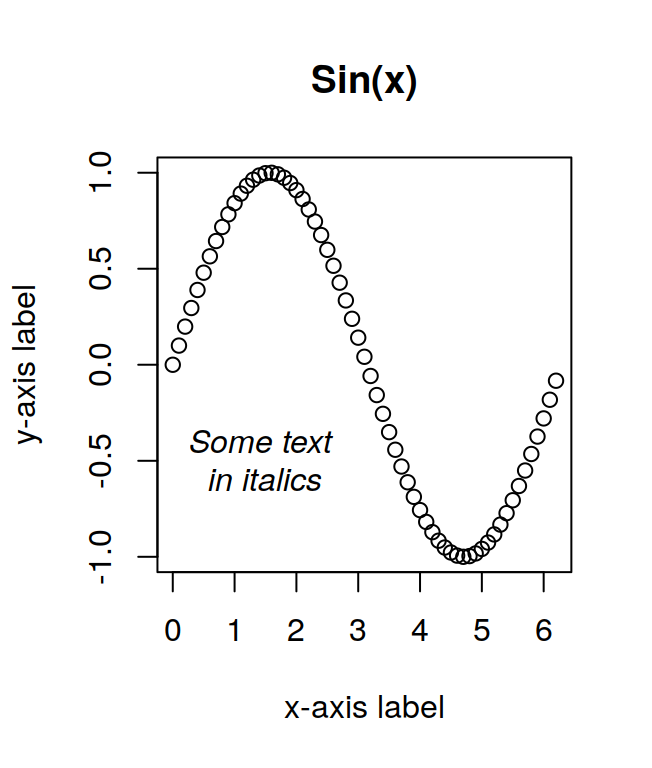 Sin(x)
1.0
0.5
0.0
-0.5
-1.0
y-axis label
Some text
in italics
0 1 2 3 4 5 6
x-axis label